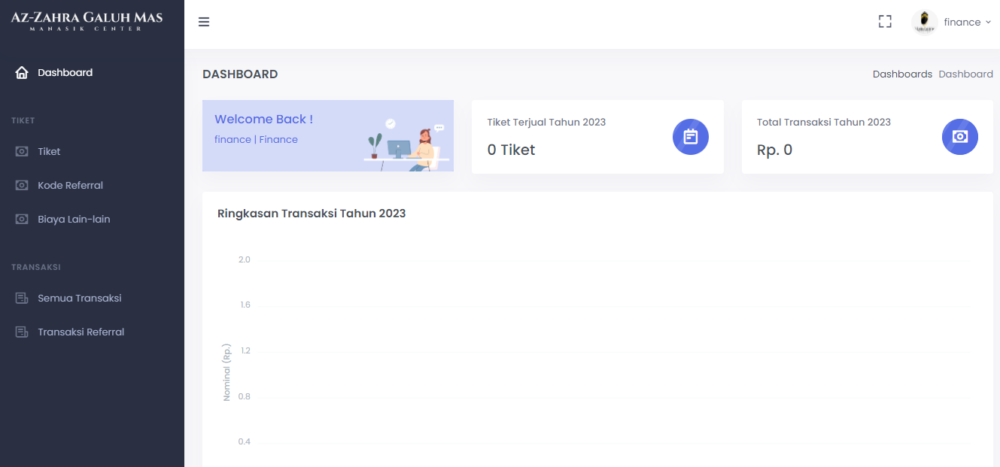 AZ-ZAHRA GALUH MAS
MANASIK CENTER
finance
Dashboard
TIKET
Tiket
Kode Referral
Biaya Lain-lain
TRANSAKSI
Semua Transaksi
Transaksi Referral
DASHBOARD
Dashboards Dashboard
Welcome Back !
finance | Finance
Tiket Terjual Tahun 2023
0 Tiket
Total Transaksi Tahun 2023
Rp. 0
Ringkasan Transaksi Tahun 2023
2.0
1.6
1.2
0.8
0.4
Nominal (Rp.)